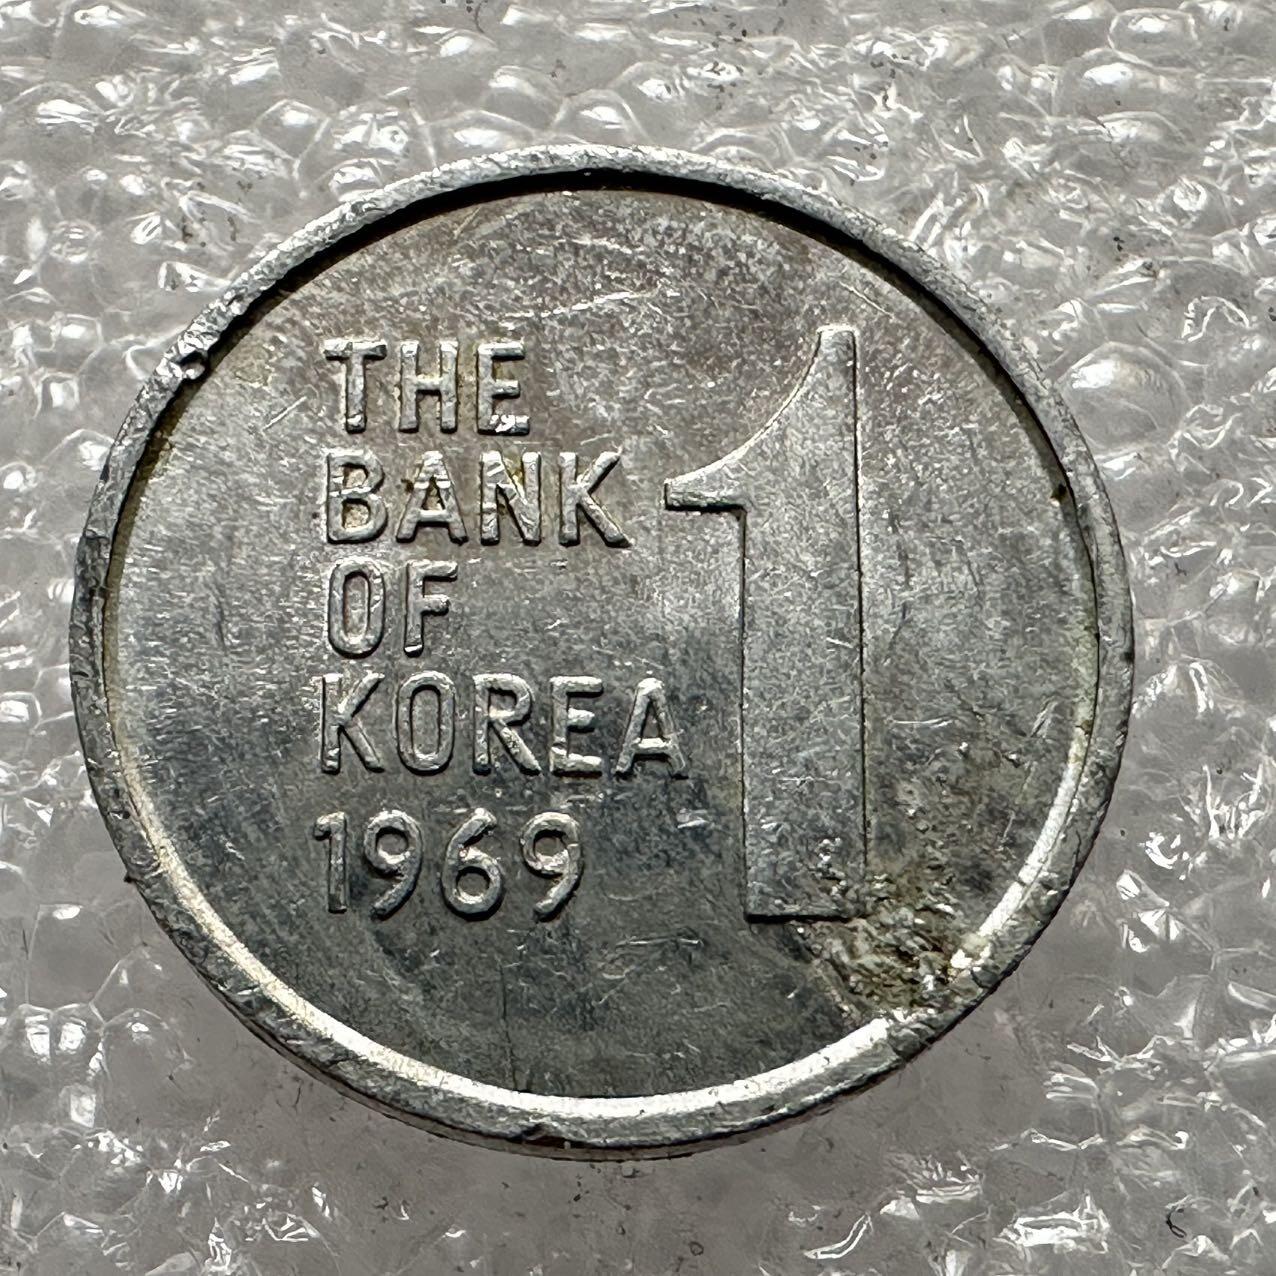 THE
BANK
OF
KOREA
1969
1